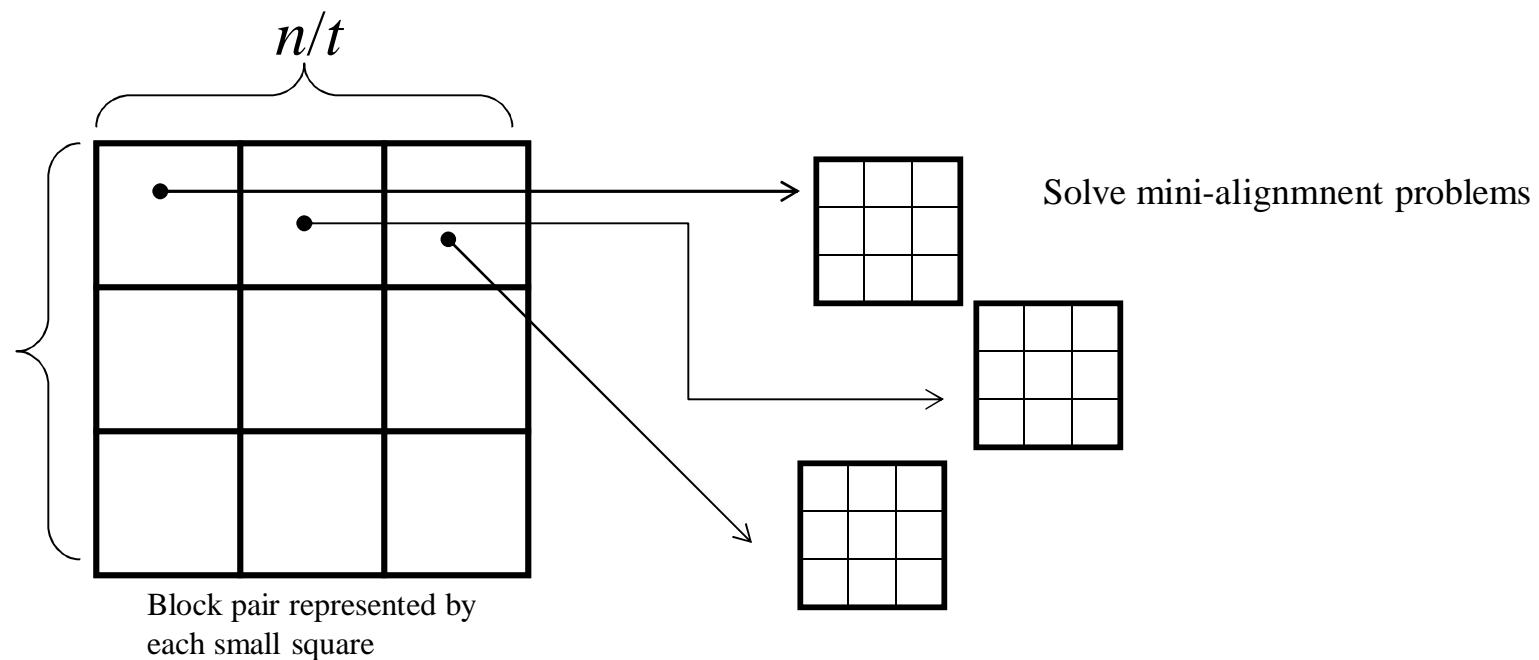 n/t
Solve mini-alignmnent problems
Block pair represented by
each small square